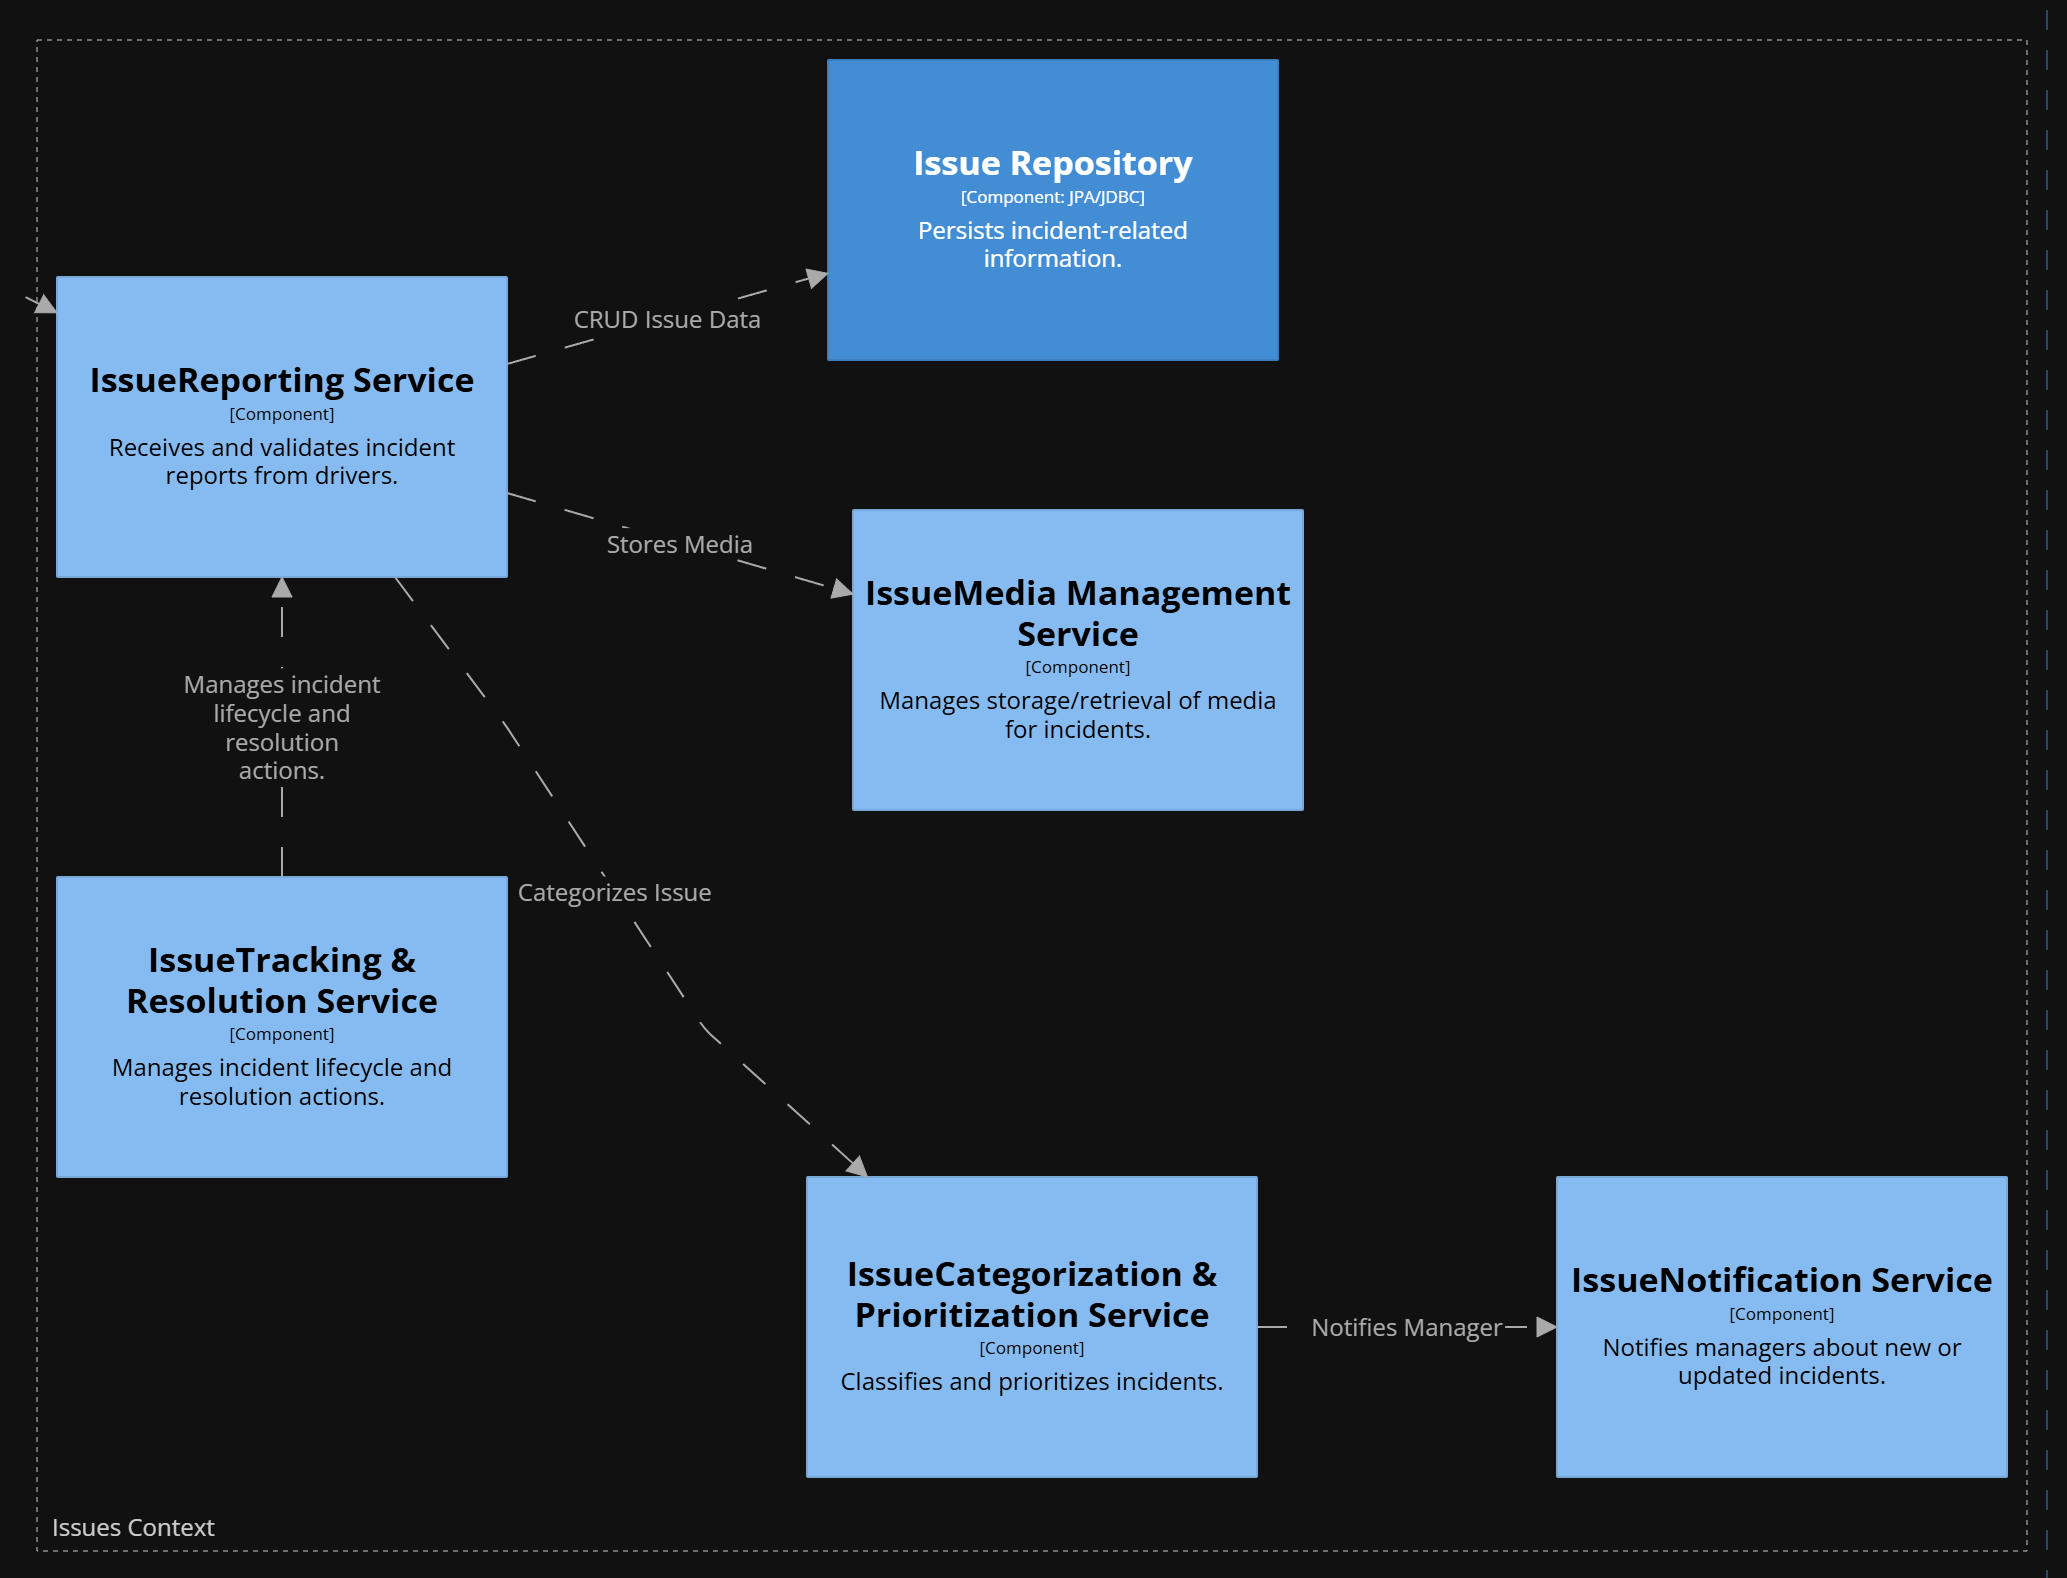 Issue Repository
[Component: JPA/JDBC]
Persists incident-related
information.
CRUD Issue Data
IssueReporting Service
[Component]
Receives and validates incident
reports from drivers.
Stores Media
IssueMedia Management
Service
[Component]
Manages storage/retrieval of media
for incidents.
Manages incident
lifecycle and
resolution
actions.
Categorizes Issue
IssueTracking &
Resolution Service
[Component]
Manages incident lifecycle and
resolution actions.
IssueCategorization &
Prioritization Service
[Component]
Classifies and prioritizes incidents.
Notifies Manager
IssueNotification Service
[Component]
Notifies managers about new or
updated incidents.
Issues Context